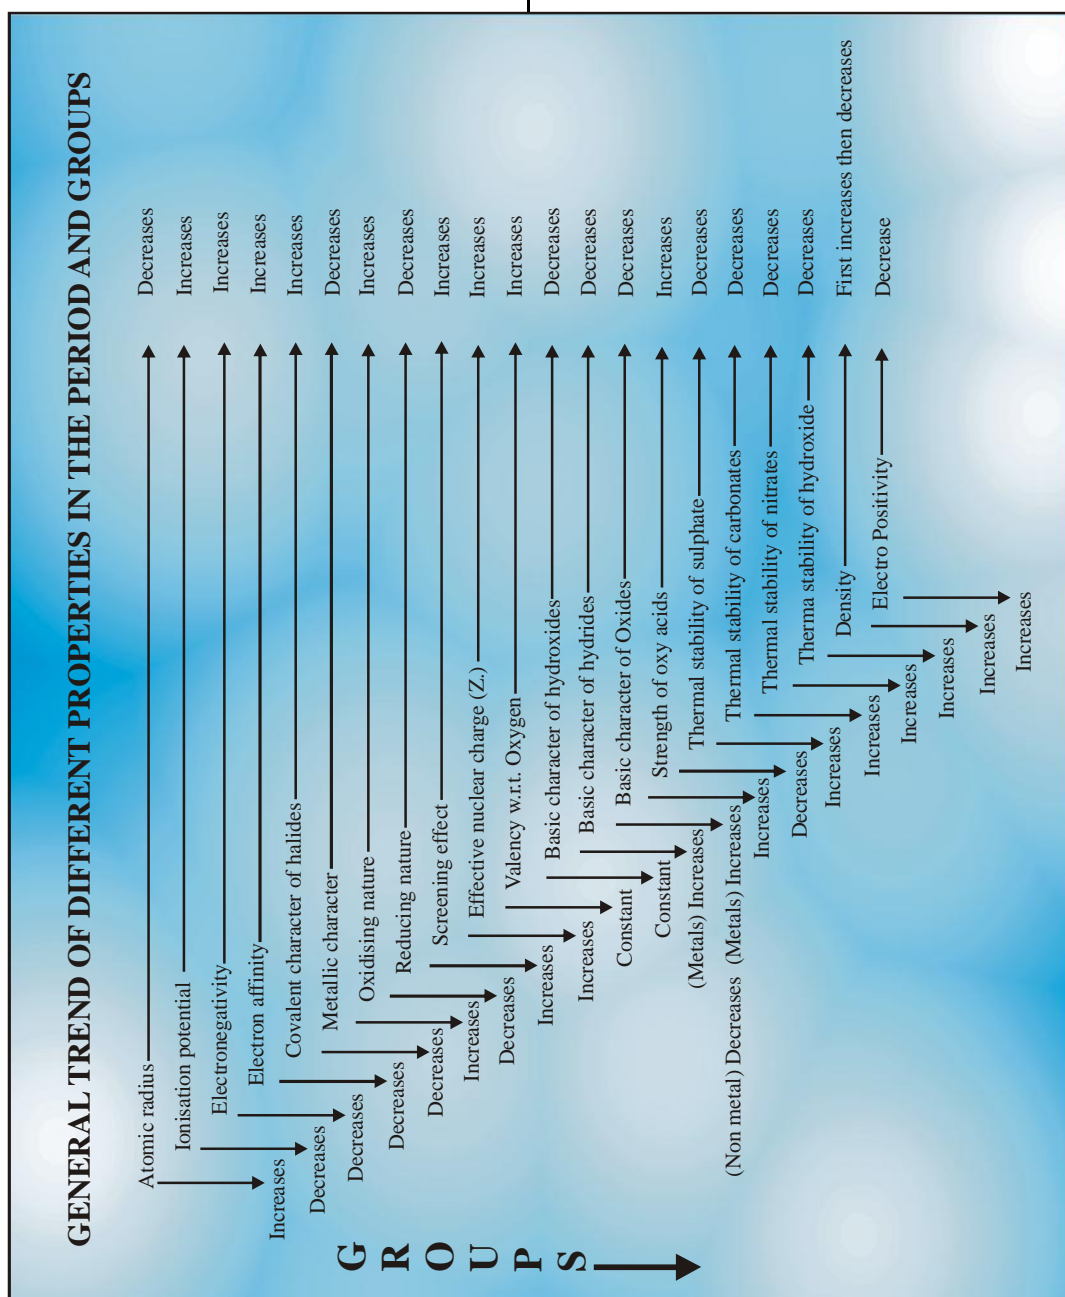 GENERAL TREND OF DIFFERENT PROPERTIES IN THE PERIOD AND GROUPS
Atomic radius Decreases
Ionisation potential Increases
Electronegativity Increases
Electron affinity Increases
Covalent character of halides Increases
Metallic character Decreases
Oxidising nature Increases
Reducing nature Decreases
Screening effect Increases
Effective nuclear charge (Z.) Increases
Valency w.r.t. Oxygen Increases
Basic character of hydroxides Decreases
Basic character of hydrides Decreases
Basic character of Oxides Decreases
Strength of oxy acids Increases
Thermal stability of sulphate Decreases
Thermal stability of carbonates Decreases
Thermal stability of nitrates Decreases
Therma stability of hydroxide Decreases
Density First increases then decreases
Electro Positivity Decrease
Increases
Decreases
Decreases
Decreases
Decreases
Increases
Decreases
Increases
Increases
Constant
Constant
(Metals) Increases
(Non metal) Decreases (Metals) Increases
Increases
Decreases
Increases
Increases
Increases
Increases
Increases
Increases
G
R
O
U
P
S